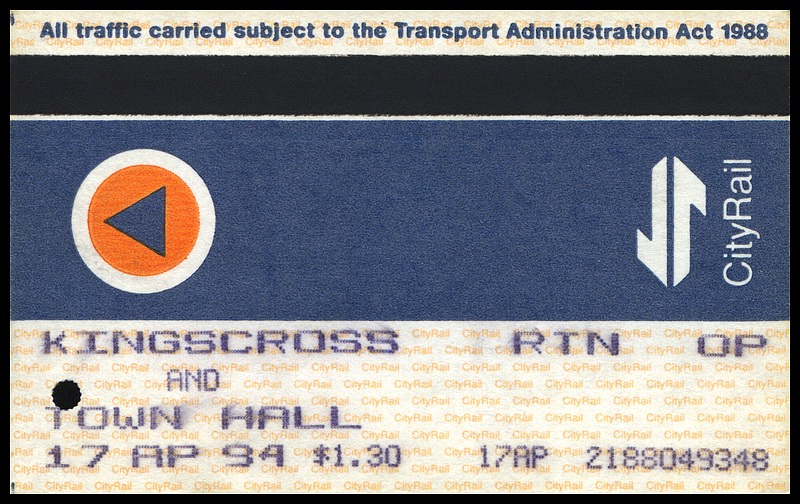 All traffic carried subject to the Transport Administration Act 1988
CityRail
KINGSCROSS RTN OP
AND
TOWN HALL
17 AP 94 $1.30 17AP 2188049348